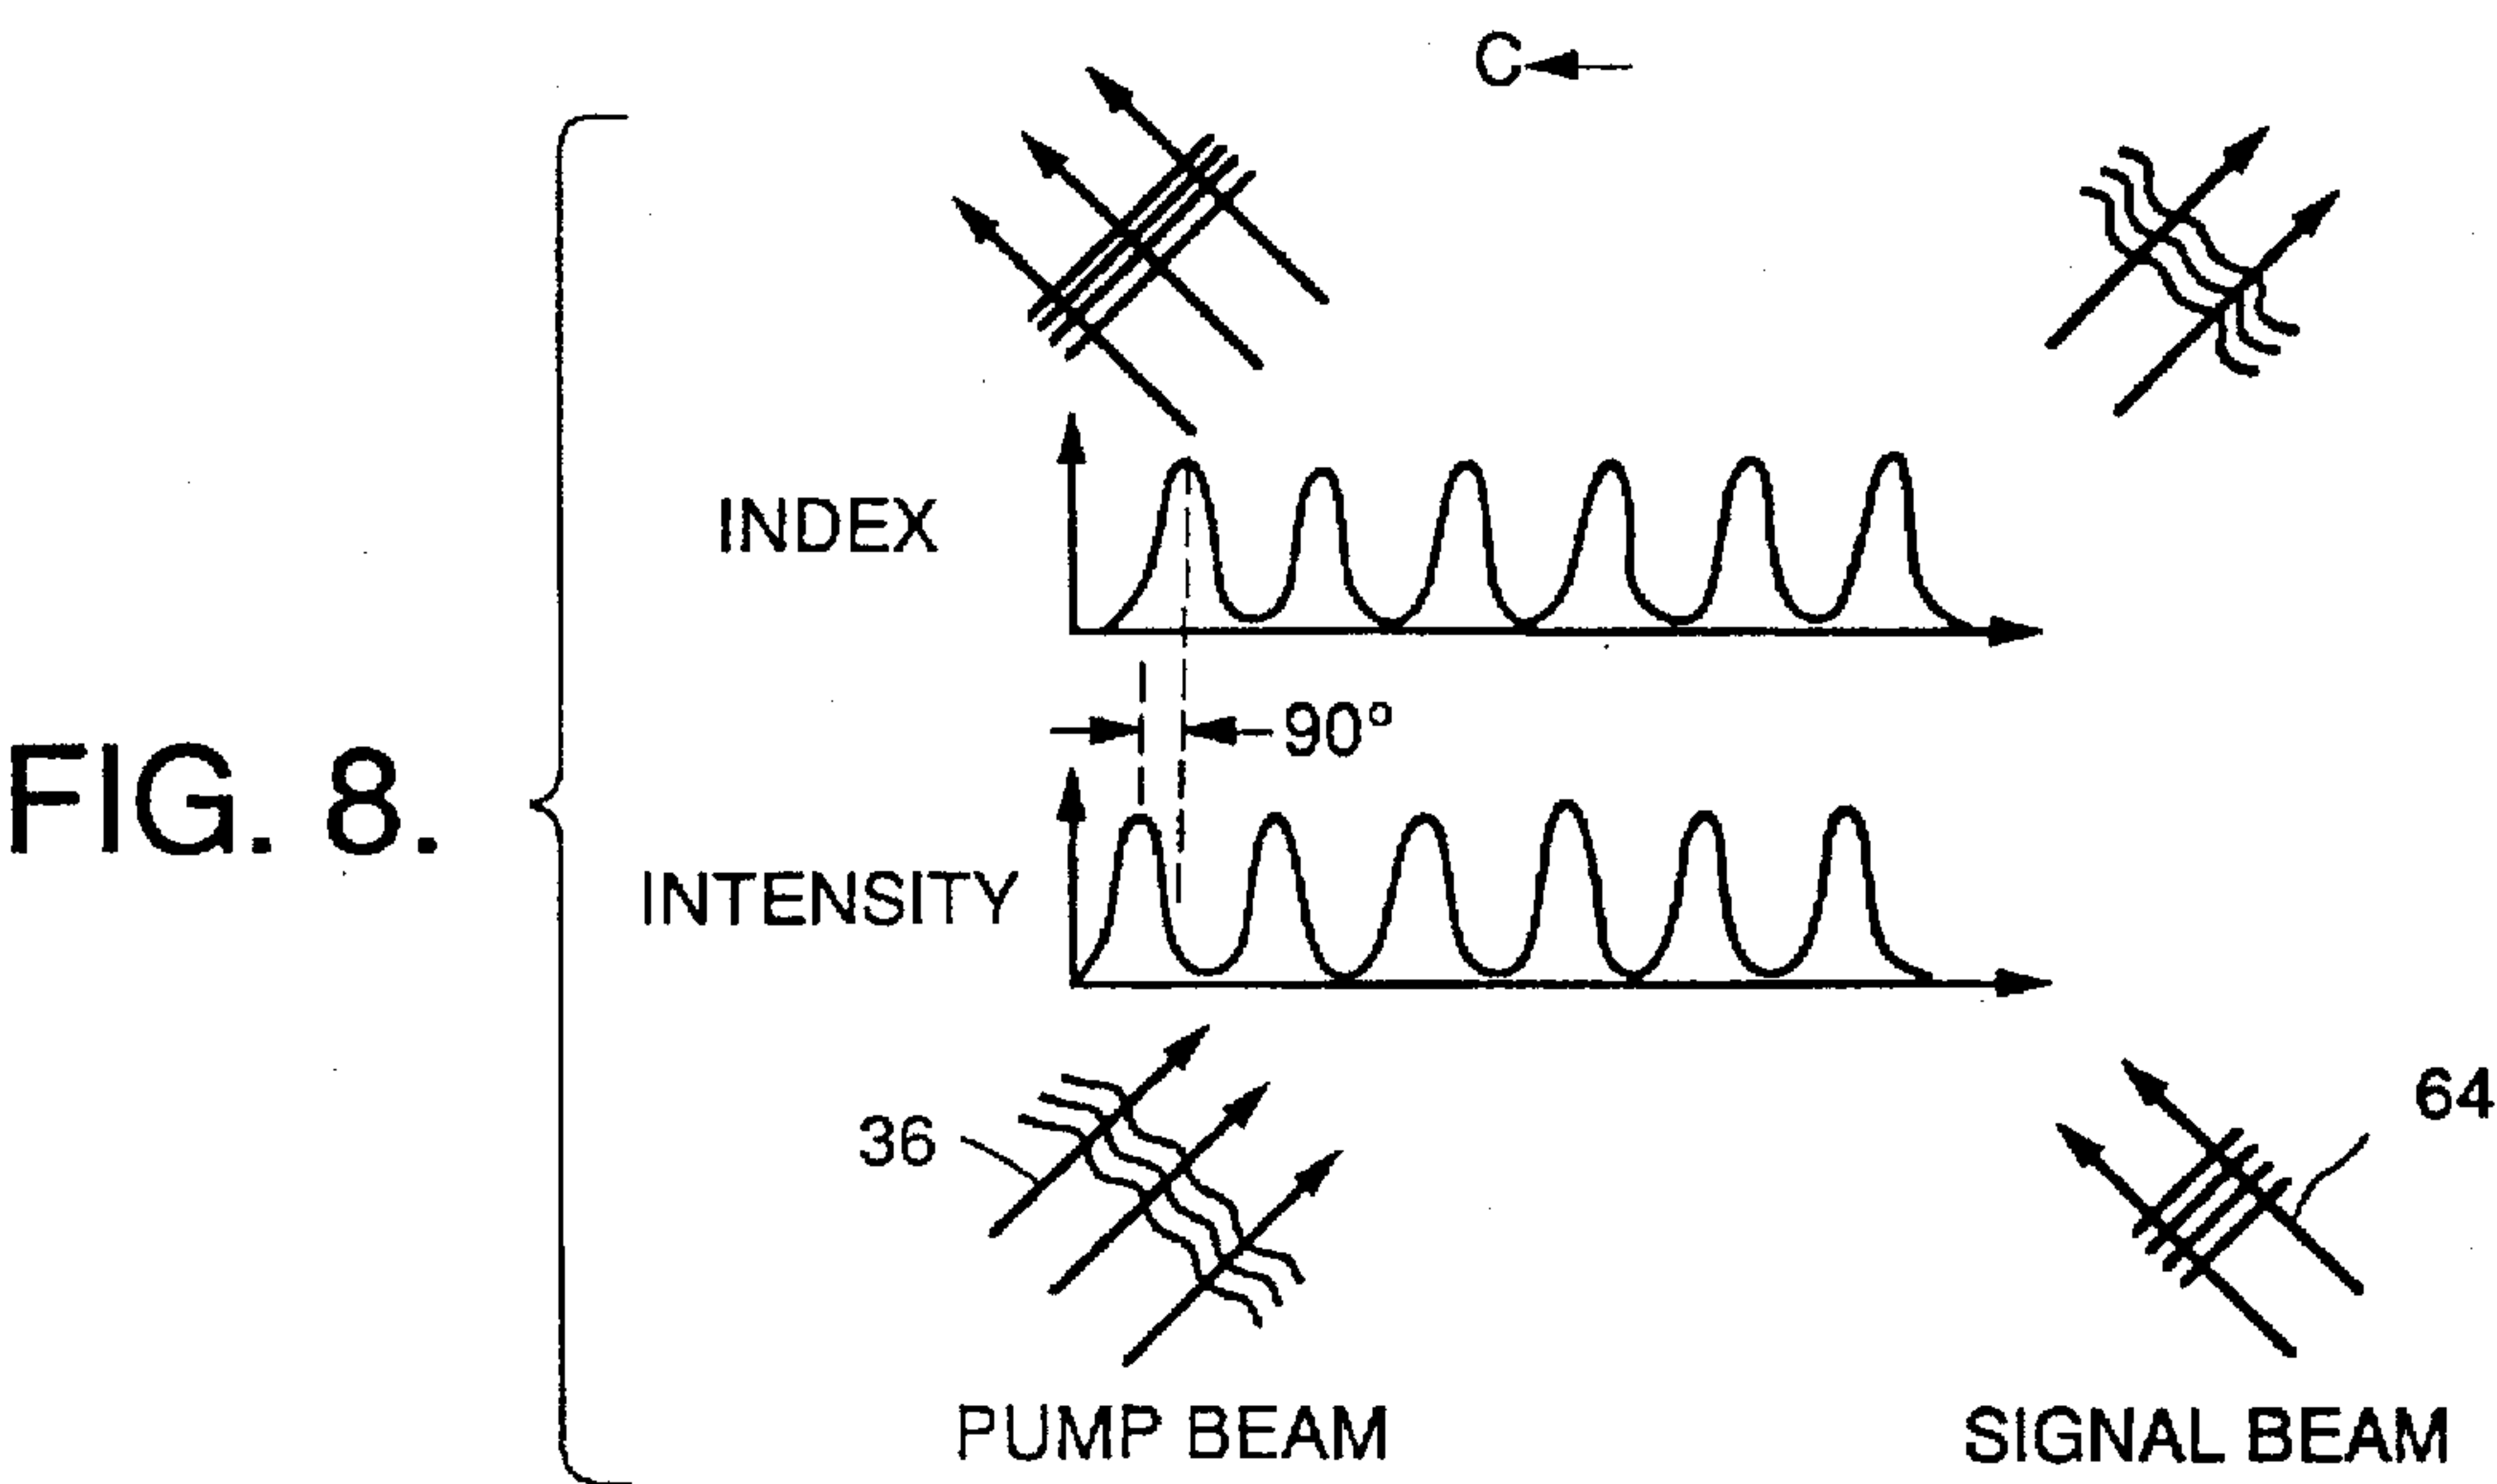 C
INDEX
90°
FIG. 8.
INTENSITY
36
64
PUMP BEAM
SIGNAL BEAM